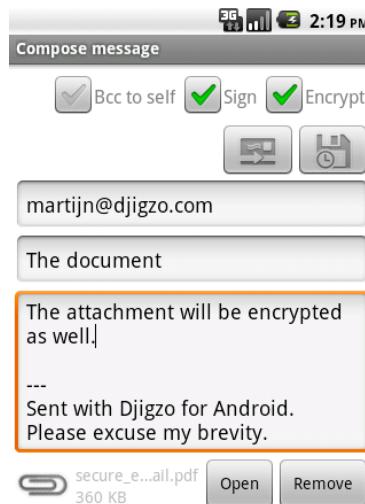 3G 2:19 PM
Compose message
Bcc to self Sign Encrypt
martijn@djigzo.com
The document
The attachment will be encrypted
as well.
---
Sent with Djigzo for Android.
Please excuse my brevity.
secure_e...ail.pdf Open Remove
360 KB